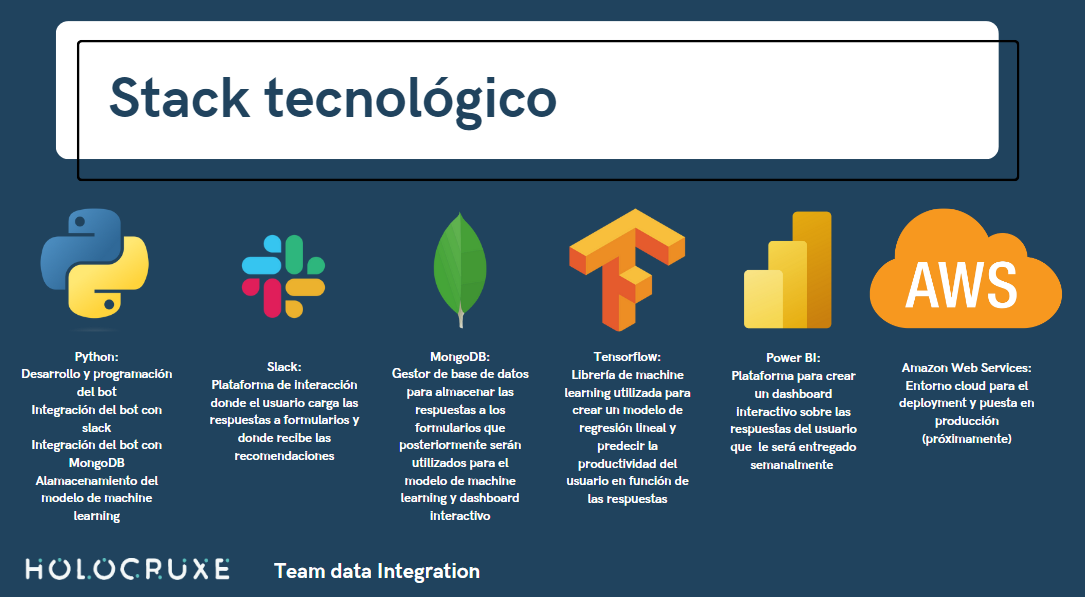 Stack tecnológico
AWS
Python:
Desarrollo y programación
del bot
Integración del bot con
slack
Integración del bot con
MongoDB
Alamacenamiento del
modelo de machine
learning
Slack:
Plataforma de interacción
donde el usuario carga las
respuestas a formularios y
donde recibe las
recomendaciones
MongoDB:
Gestor de base de datos
para almacenar las
respuestas a los
formularios que
posteriormente serán
utilizados para el
modelo de machine
learning y dashboard
interactivo
Tensorflow:
Librería de machine
learning utilizada para
crear un modelo de
regresión lineal y
predecir la
productividad del
usuario en función de
las respuestas
Power BI:
Plataforma para crear
un dashboard
interactivo sobre las
respuestas del usuario
que le será entregado
semanalmente
Amazon Web Services:
Entorno cloud para el
deployment y puesta en
producción
(próximamente)
HOLOCRUXE
Team data Integration